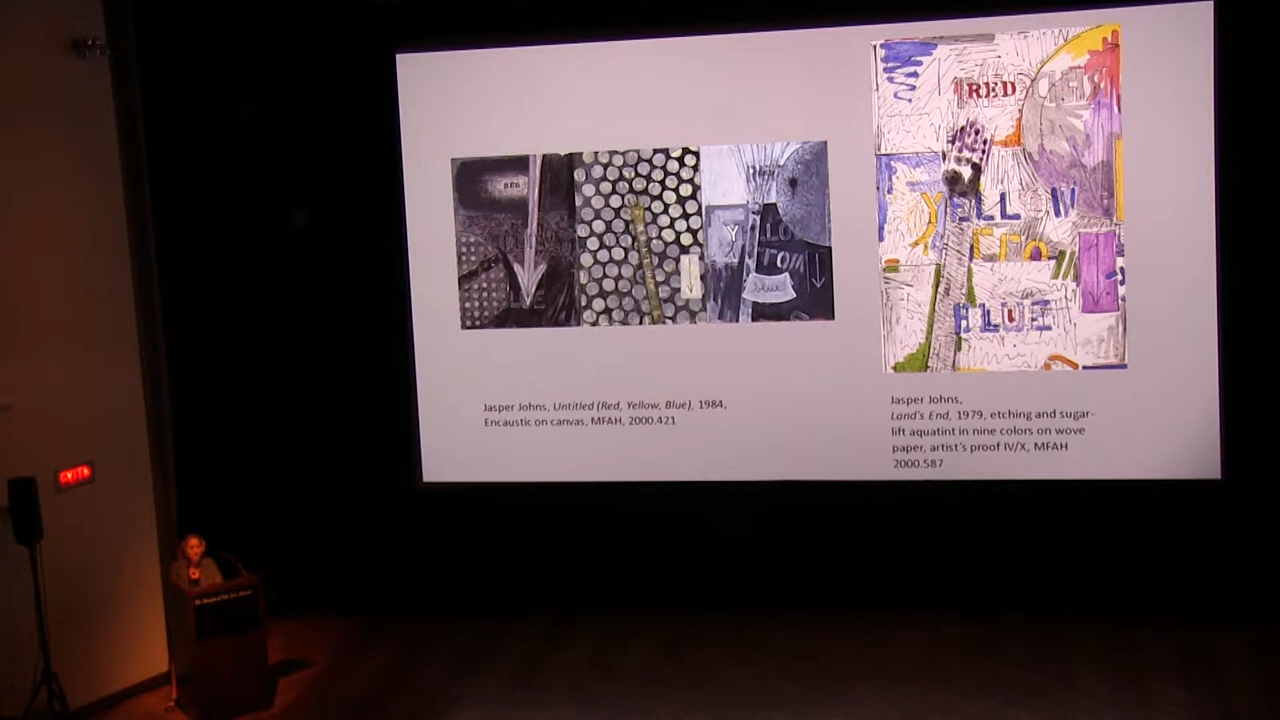 RED
YELLOW
BLUE
RED
Y
blue
Jasper Johns, Untitled (Red, Yellow, Blue), 1984,
Encaustic on canvas, MFAH, 2000.421
Jasper Johns,
Land's End, 1979, etching and sugar-
lift aquatint in nine colors on wove
paper, artist's proof IV/X, MFAH
2000.587